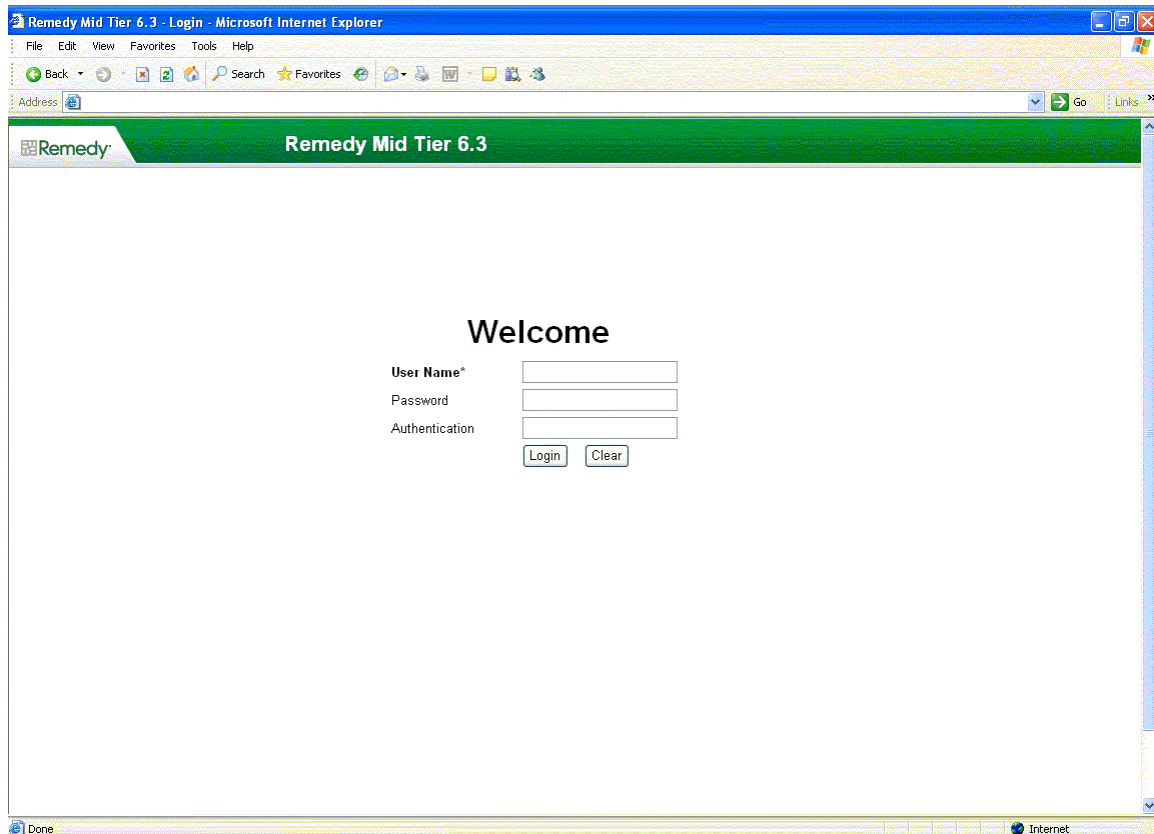 Remedy Mid Tier 6.3 - Login - Microsoft Internet Explorer
File Edit View Favorites Tools Help
Back Search Favorites
Address Go Links »
Remedy Remedy Mid Tier 6.3
Welcome
User Name*
Password
Authentication
Login Clear
Done Internet